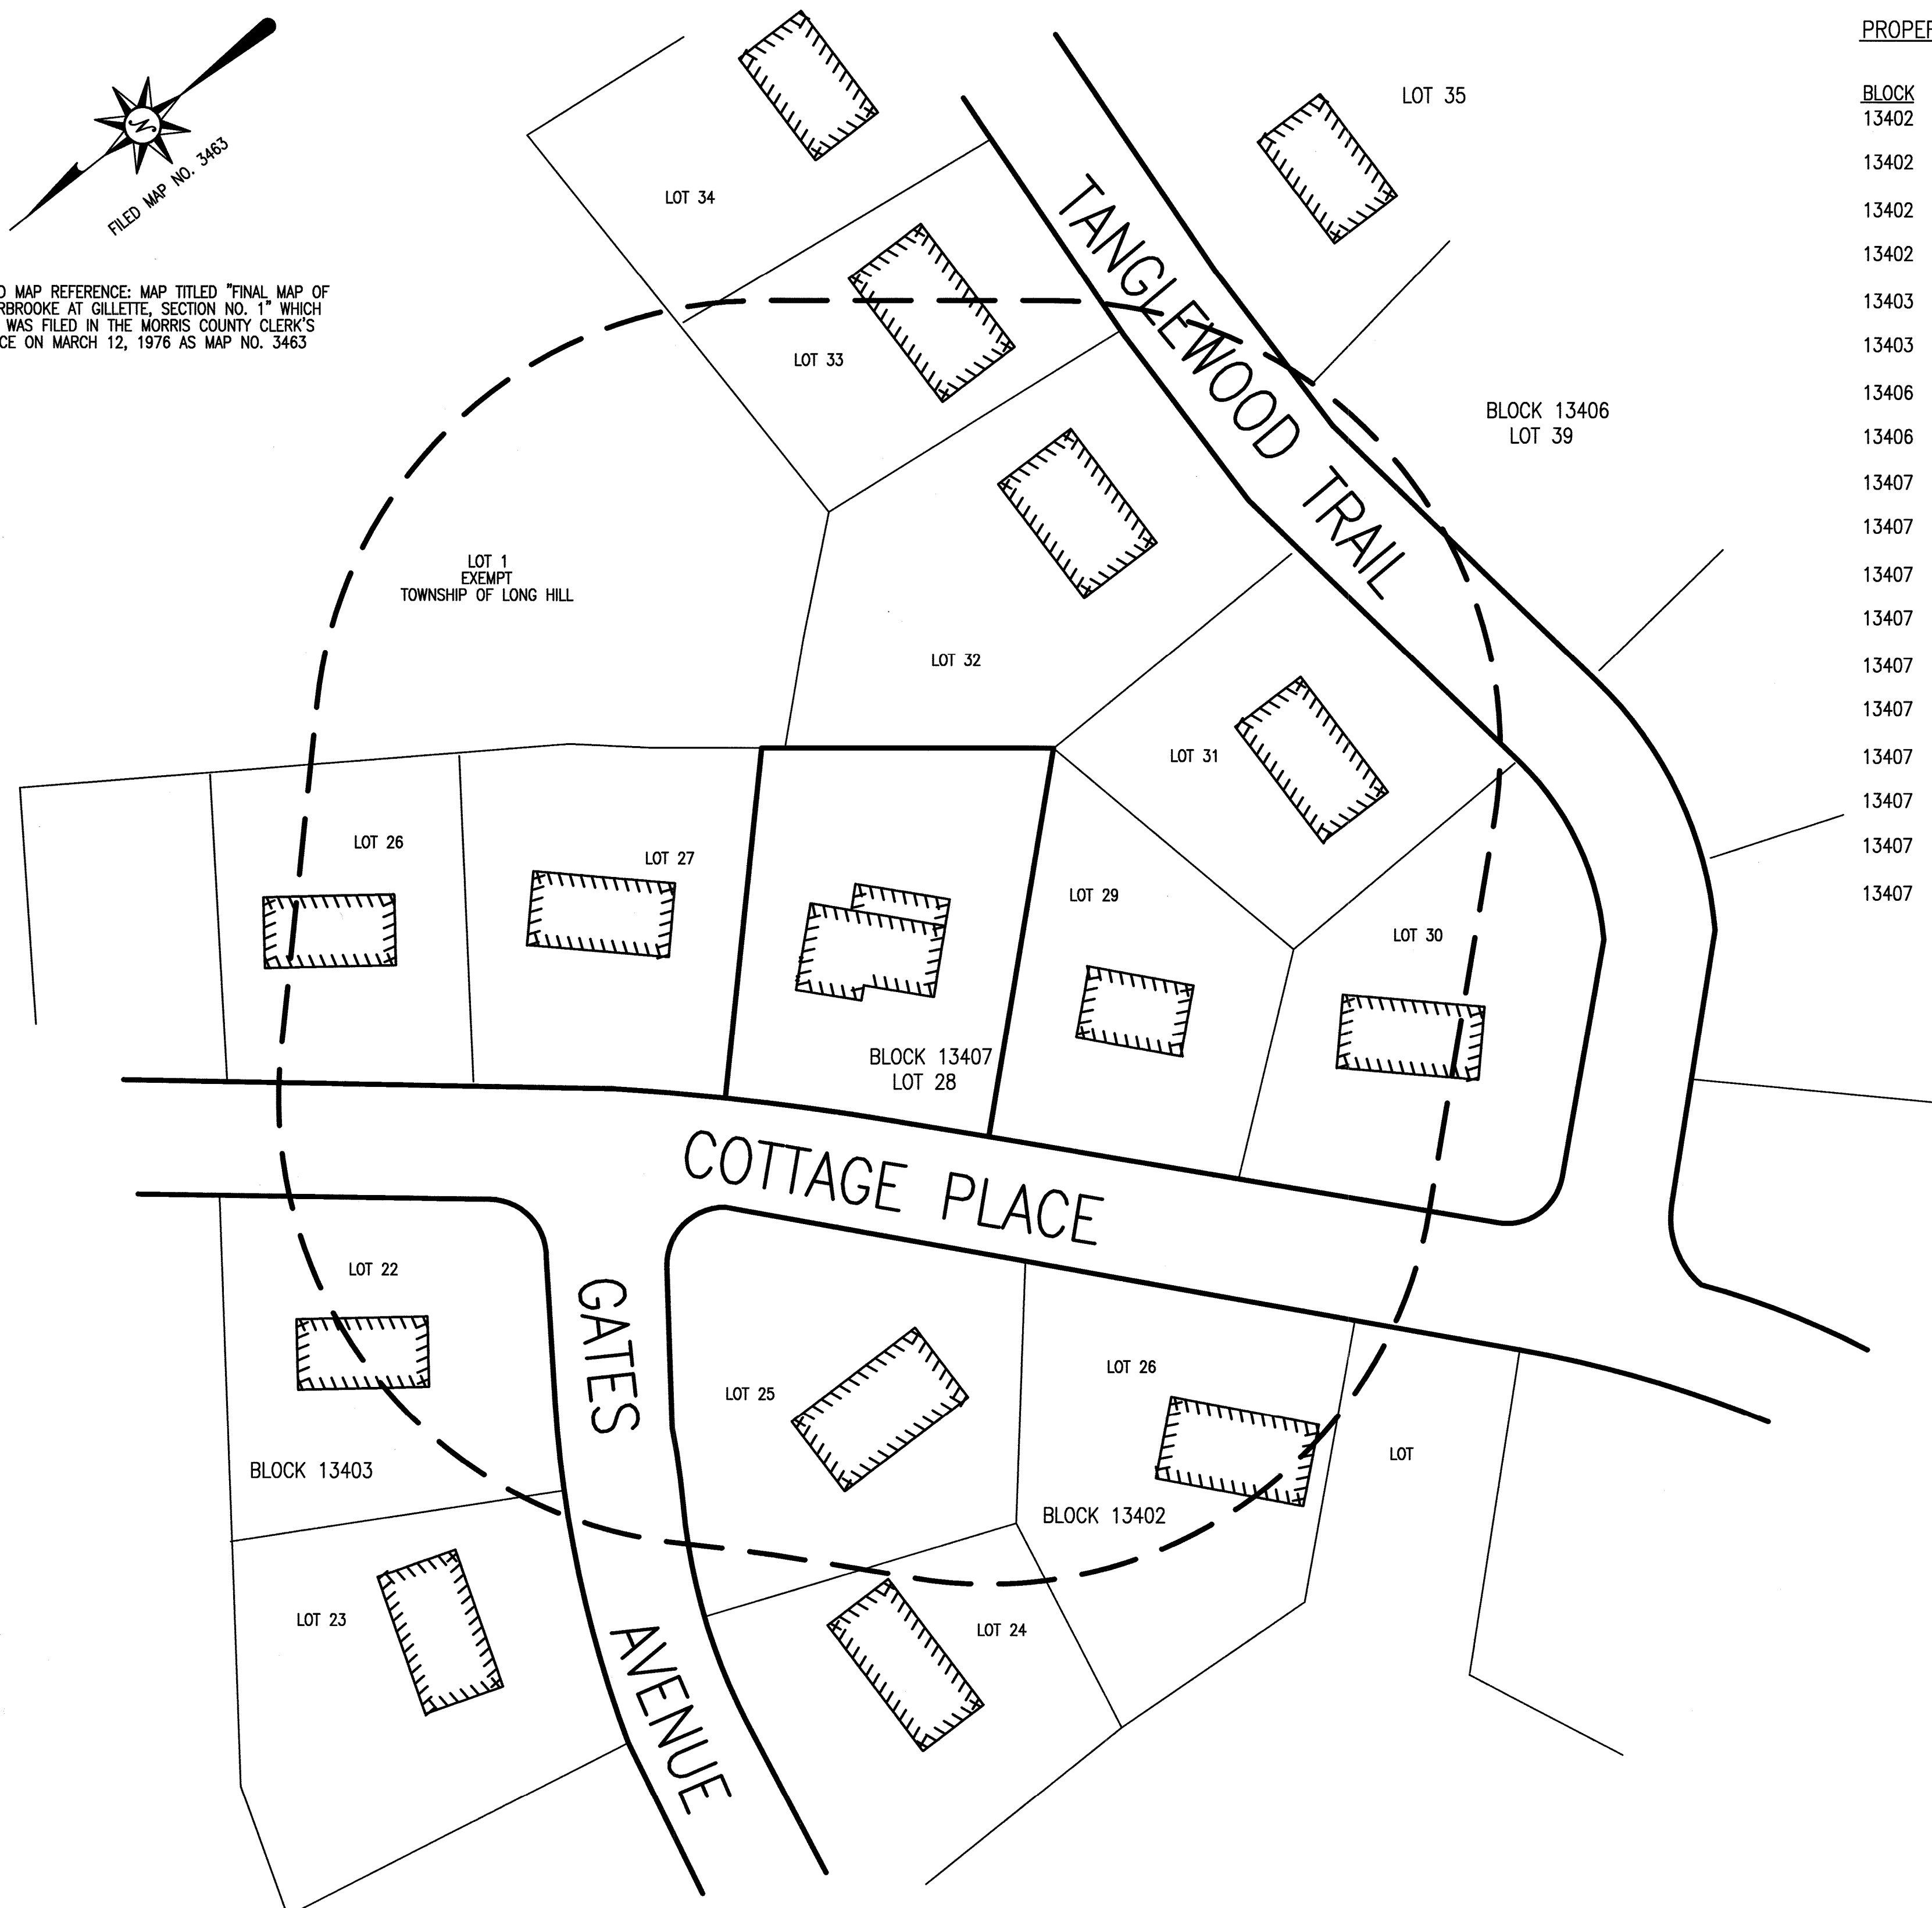 N
FILED MAP NO. 3463
MAP REFERENCE: MAP TITLED "FINAL MAP OF
AT GILLETTE, SECTION NO. 1" WHICH
WAS FILED IN THE MORRIS COUNTY CLERK'S
ON MARCH 12, 1976 AS MAP NO. 3463
LOT 35
LOT 34
TANGLEWOOD TRAIL
LOT 33
BLOCK 13406
LOT 39
LOT 1
EXEMPT
TOWNSHIP OF LONG HILL
LOT 32
LOT 31
LOT 26
LOT 27
LOT 29
LOT 30
BLOCK 13407
LOT 28
COTTAGE PLACE
LOT 22
GATES
AVENUE
LOT 25
LOT 26
LOT
BLOCK 13403
BLOCK 13402
LOT 23
LOT 24
BLOCK
13402
13402
13402
13402
13403
13403
13406
13406
13407
13407
13407
13407
13407
13407
13407
13407
13407
13407